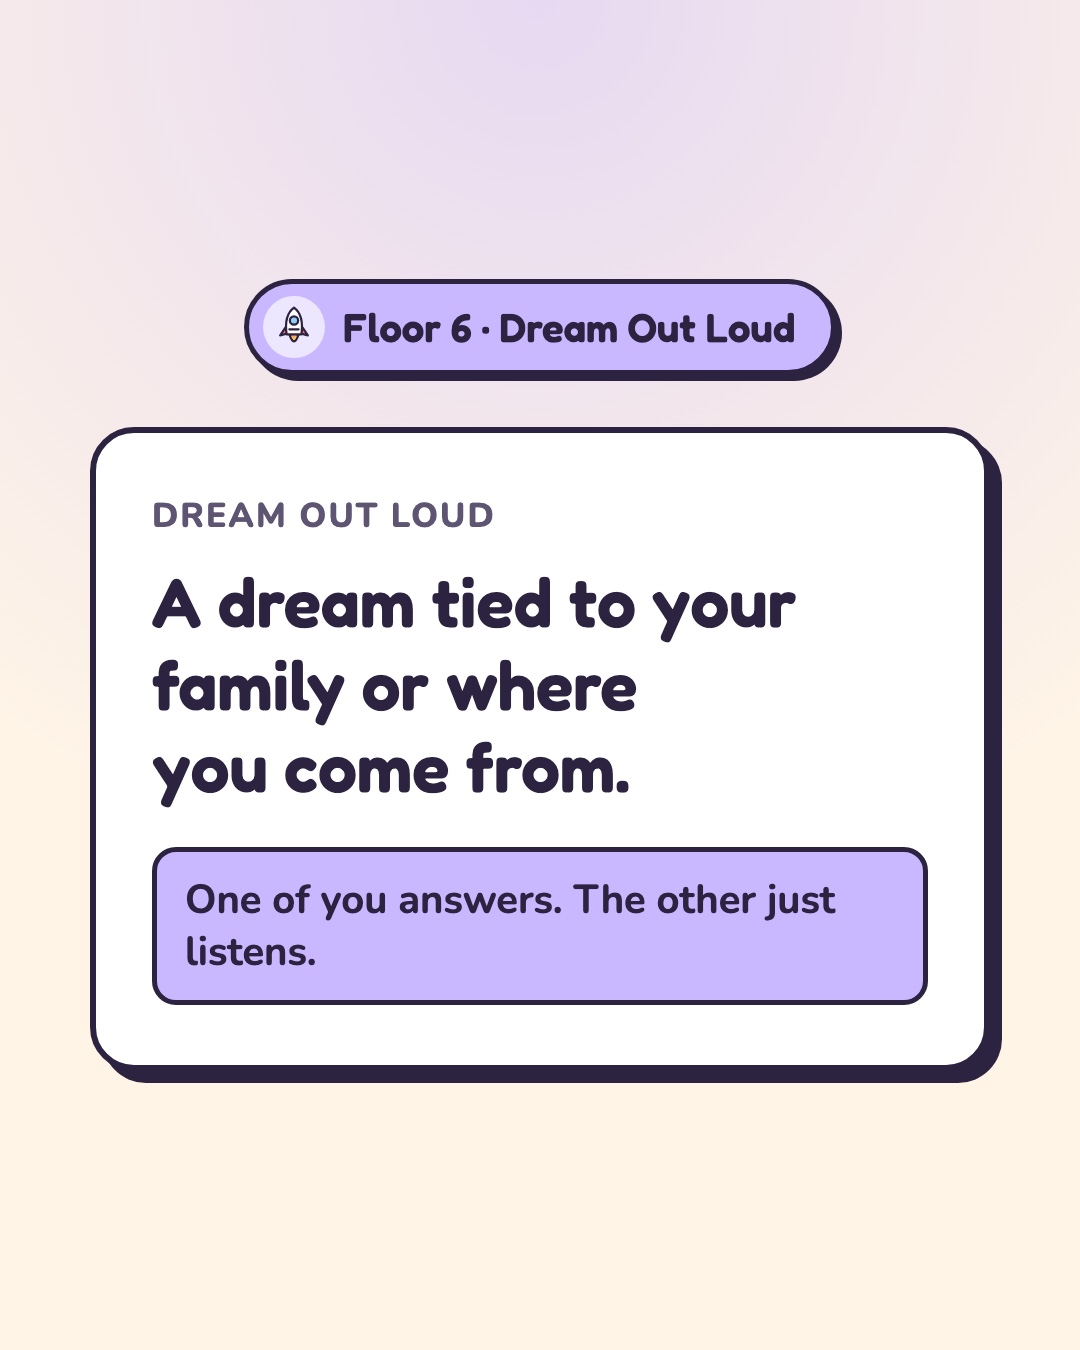 Floor 6 · Dream Out Loud
DREAM OUT LOUD
A dream tied to your
family or where
you come from.
One of you answers. The other just
listens.